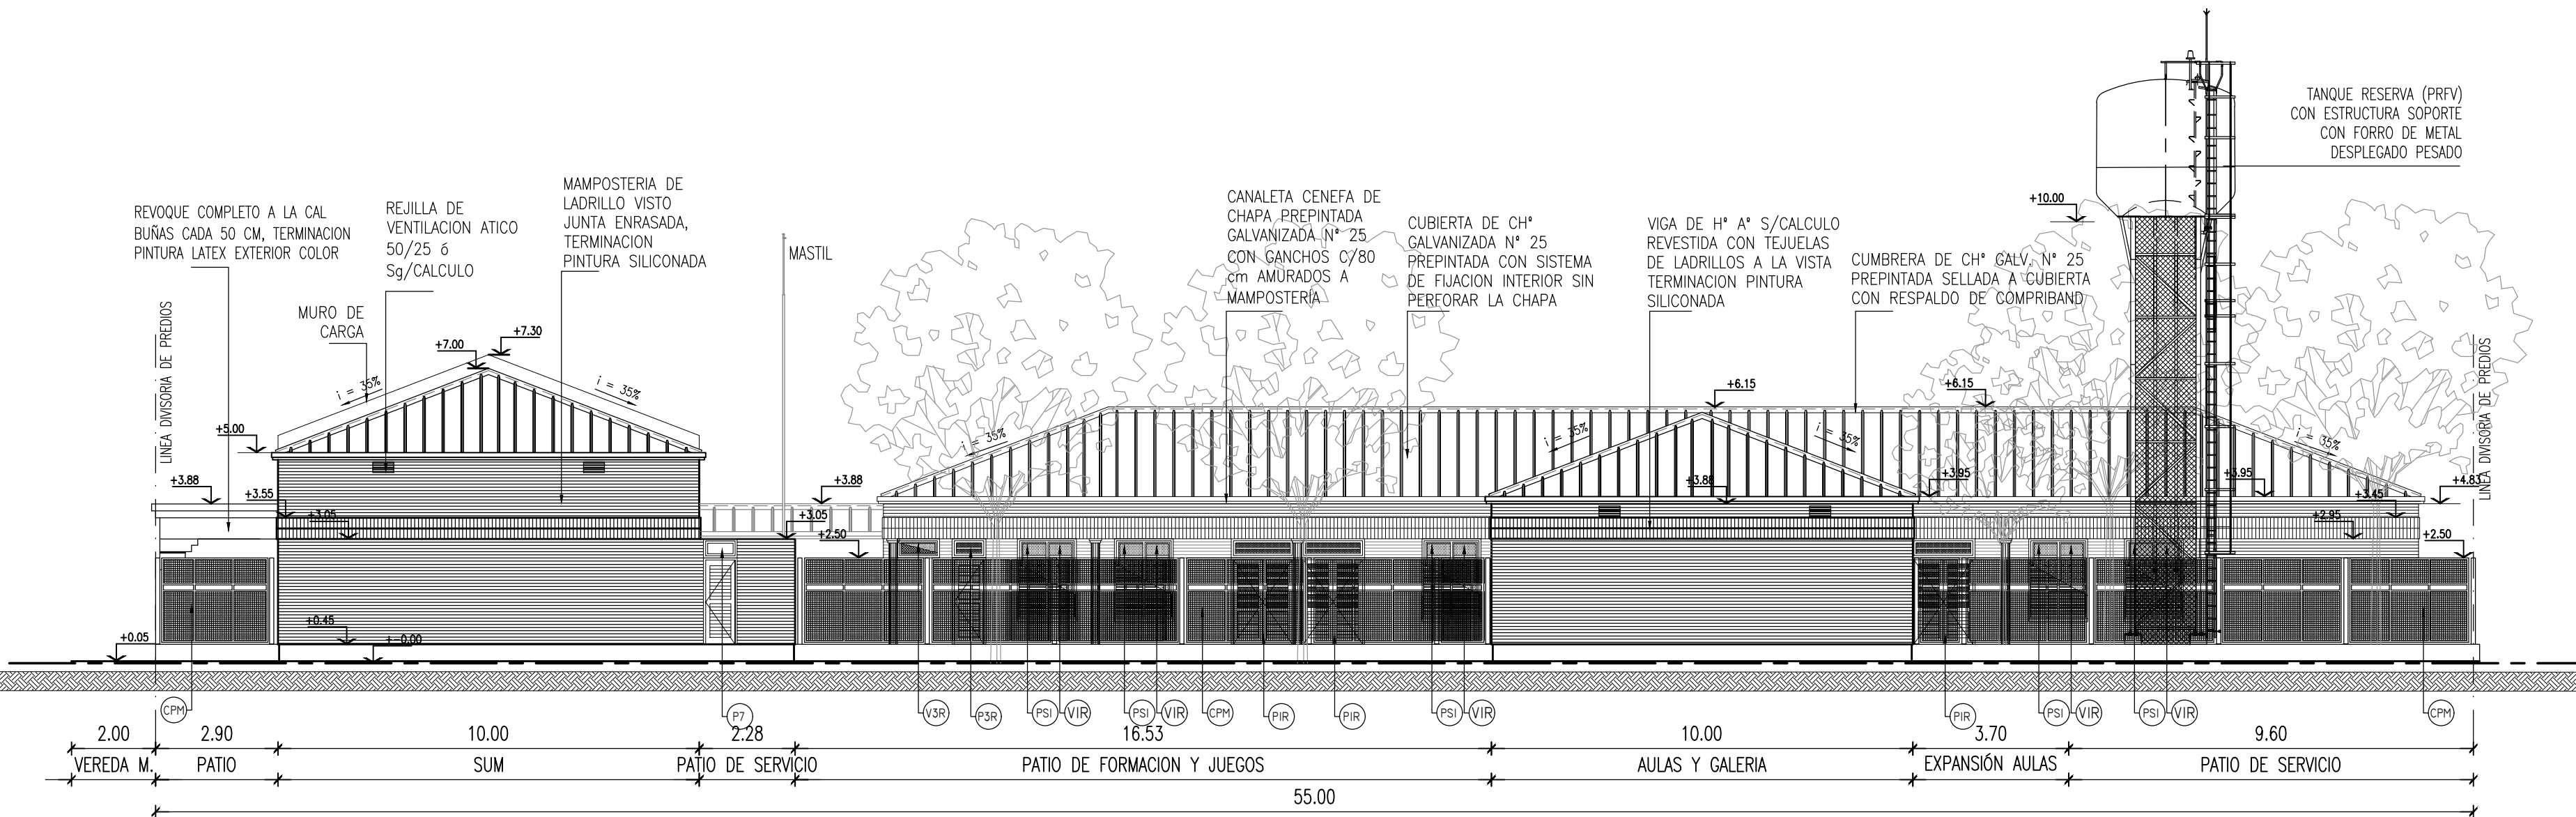 TANQUE RESERVA (PRFV)
CON ESTRUCTURA SOPORTE
CON FORRO DE METAL
DESPLEGADO PESADO
REVOQUE COMPLETO A LA CAL
BUÑAS CADA 50 CM, TERMINACION
PINTURA LATEX EXTERIOR COLOR
REJILLA DE
VENTILACION ATICO
50/25 ó
Sg/CALCULO
MAMPOSTERIA DE
LADRILLO VISTO
JUNTA ENRASADA,
TERMINACION
PINTURA SILICONADA
MASTIL
CANALETA CENEFA DE
CHAPA PREPINTADA
GALVANIZADA N° 25
CON GANCHOS C/80
cm AMURADOS A
MAMPOSTERÍA
CUBIERTA DE CH°
GALVANIZADA N° 25
PREPINTADA CON SISTEMA
DE FIJACION INTERIOR SIN
PERFORAR LA CHAPA
VIGA DE H° A° S/CALCULO
REVESTIDA CON TEJUELAS
DE LADRILLOS A LA VISTA
TERMINACION PINTURA
SILICONADA
CUMBRERA DE CH° GALV. N° 25
PREPINTADA SELLADA A CUBIERTA
CON RESPALDO DE COMPRIBAND
+10.00
MURO DE
CARGA
LINEA DIVISORIA DE PREDIOS
LINEA DIVISORIA DE PREDIOS
+7.30
+7.00
i = 35%
i = 35%
+6.15
+6.15
+5.00
i = 35%
i = 35%
i = 35%
i = 35%
+3.88
+3.55
+3.05
+3.88
+3.05
+2.50
+3.88
+3.95
+3.95
+4.83
+3.45
+2.95
+2.50
+0.45
+0.05
+-0.00
CPM
P7
V3R
P3R
PSI
VIR
PSI
VIR
CPM
PIR
PIR
PSI
VIR
PIR
PSI
VIR
PSI
VIR
CPM
2.00
2.90
10.00
2.28
16.53
10.00
3.70
9.60
VEREDA M.
PATIO
SUM
PATIO DE SERVICIO
PATIO DE FORMACION Y JUEGOS
AULAS Y GALERIA
EXPANSIÓN AULAS
PATIO DE SERVICIO
55.00